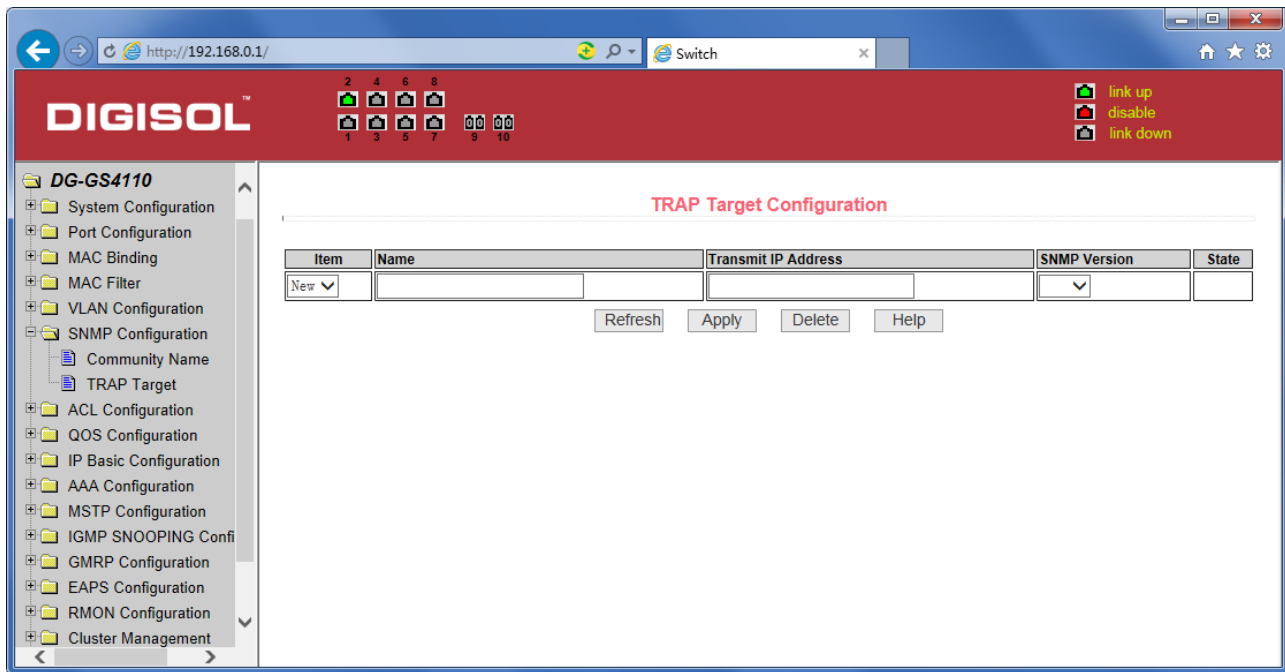 http://192.168.0.1/
Switch
DIGISOL™
2 4 6 8
1 3 5 7 9 10
link up
disable
link down
DG-GS4110
System Configuration
Port Configuration
MAC Binding
MAC Filter
VLAN Configuration
SNMP Configuration
Community Name
TRAP Target
ACL Configuration
QOS Configuration
IP Basic Configuration
AAA Configuration
MSTP Configuration
IGMP SNOOPING Confi
GMRP Configuration
EAPS Configuration
RMON Configuration
Cluster Management
TRAP Target Configuration
Item Name Transmit IP Address SNMP Version State
New
Refresh Apply Delete Help